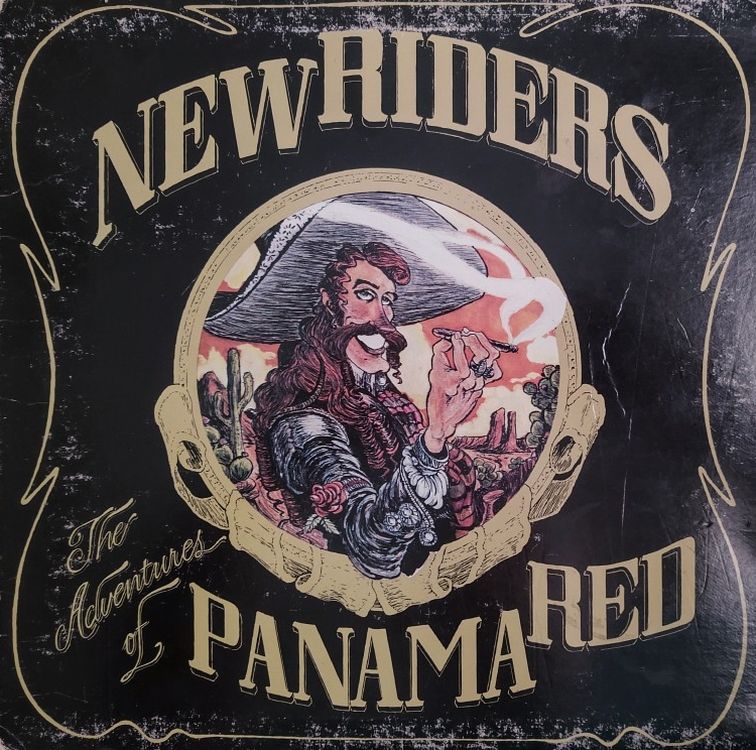 NEW RIDERS
The
Adventures
of
PANAMA RED